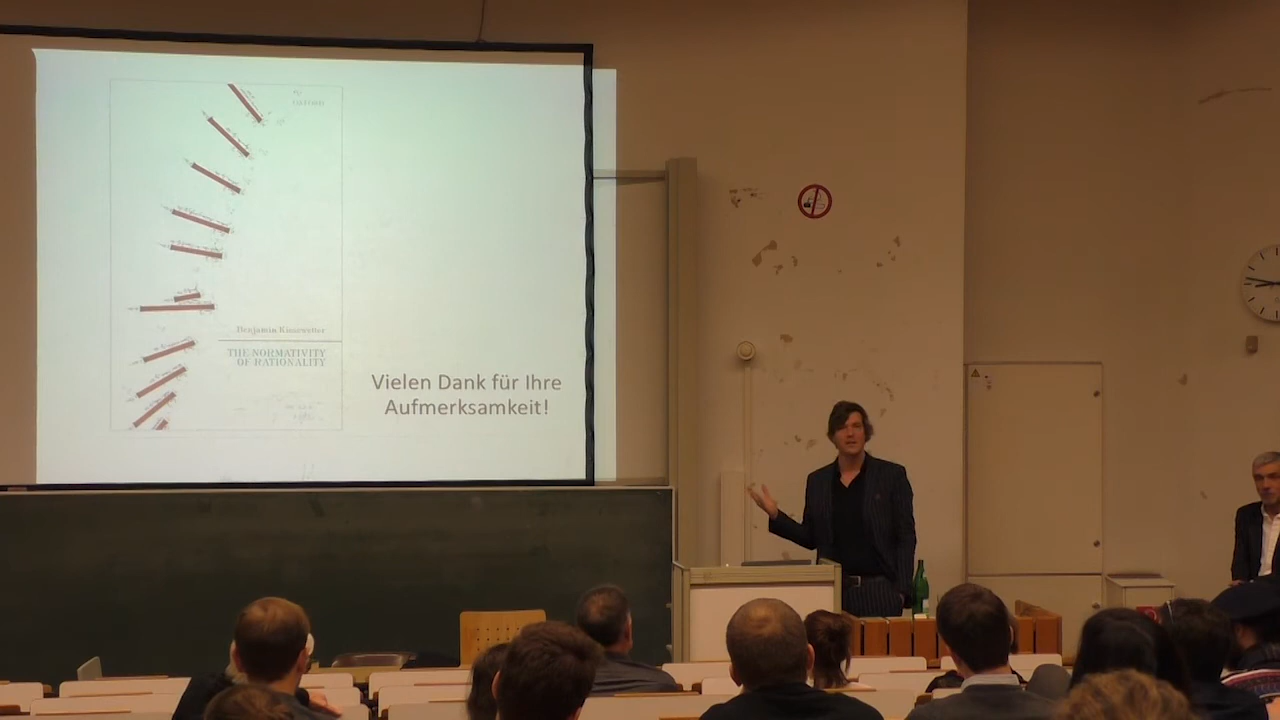 Benjamin Kiesewetter
THE NORMATIVITY
OF RATIONALITY
Vielen Dank für Ihre
Aufmerksamkeit!